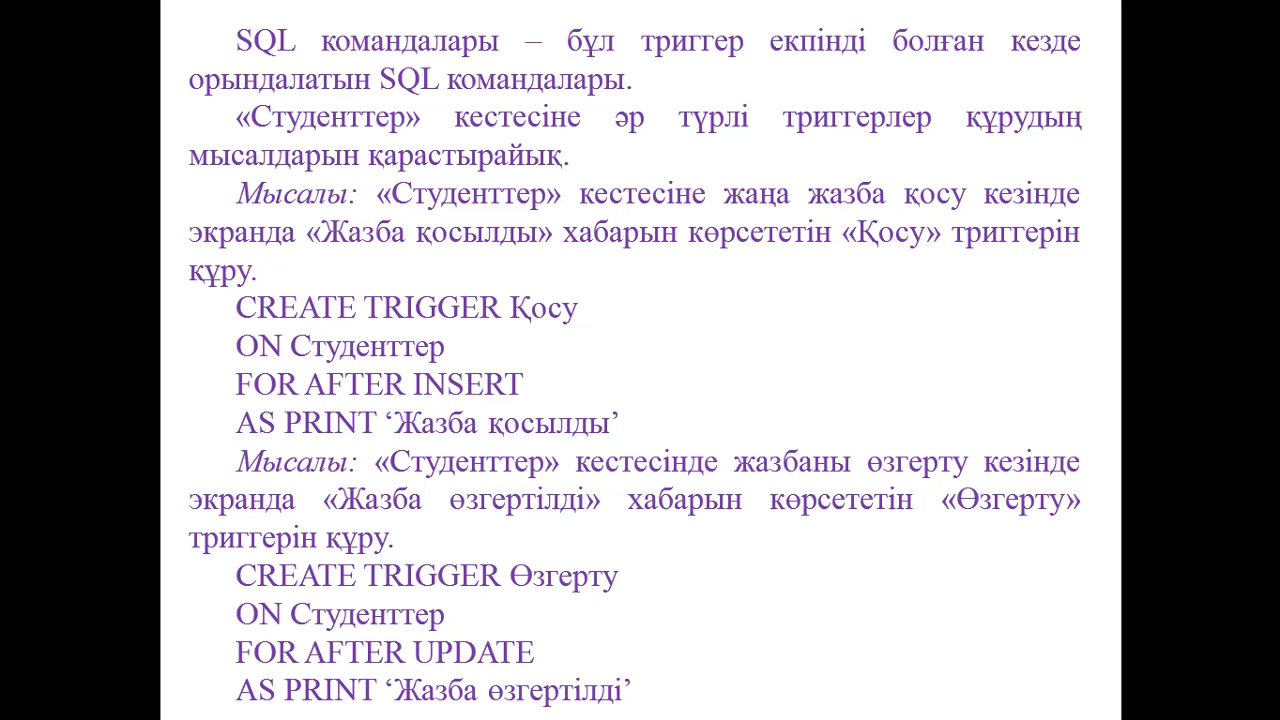 SQL командалары – бұл триггер екпінді болған кезде
орындалатын SQL командалары.
«Студенттер» кестесіне әр түрлі триггерлер құрудың
мысалдарын қарастырайық.
Мысалы: «Студенттер» кестесіне жаңа жазба қосу кезінде
экранда «Жазба қосылды» хабарын көрсететін «Қосу» триггерін
құру.
CREATE TRIGGER Қосу
ON Студенттер
FOR AFTER INSERT
AS PRINT ‘Жазба қосылды’
Мысалы: «Студенттер» кестесінде жазбаны өзгерту кезінде
экранда «Жазба өзгертілді» хабарын көрсететін «Өзгерту»
триггерін құру.
CREATE TRIGGER Өзгерту
ON Студенттер
FOR AFTER UPDATE
AS PRINT ‘Жазба өзгертілді’